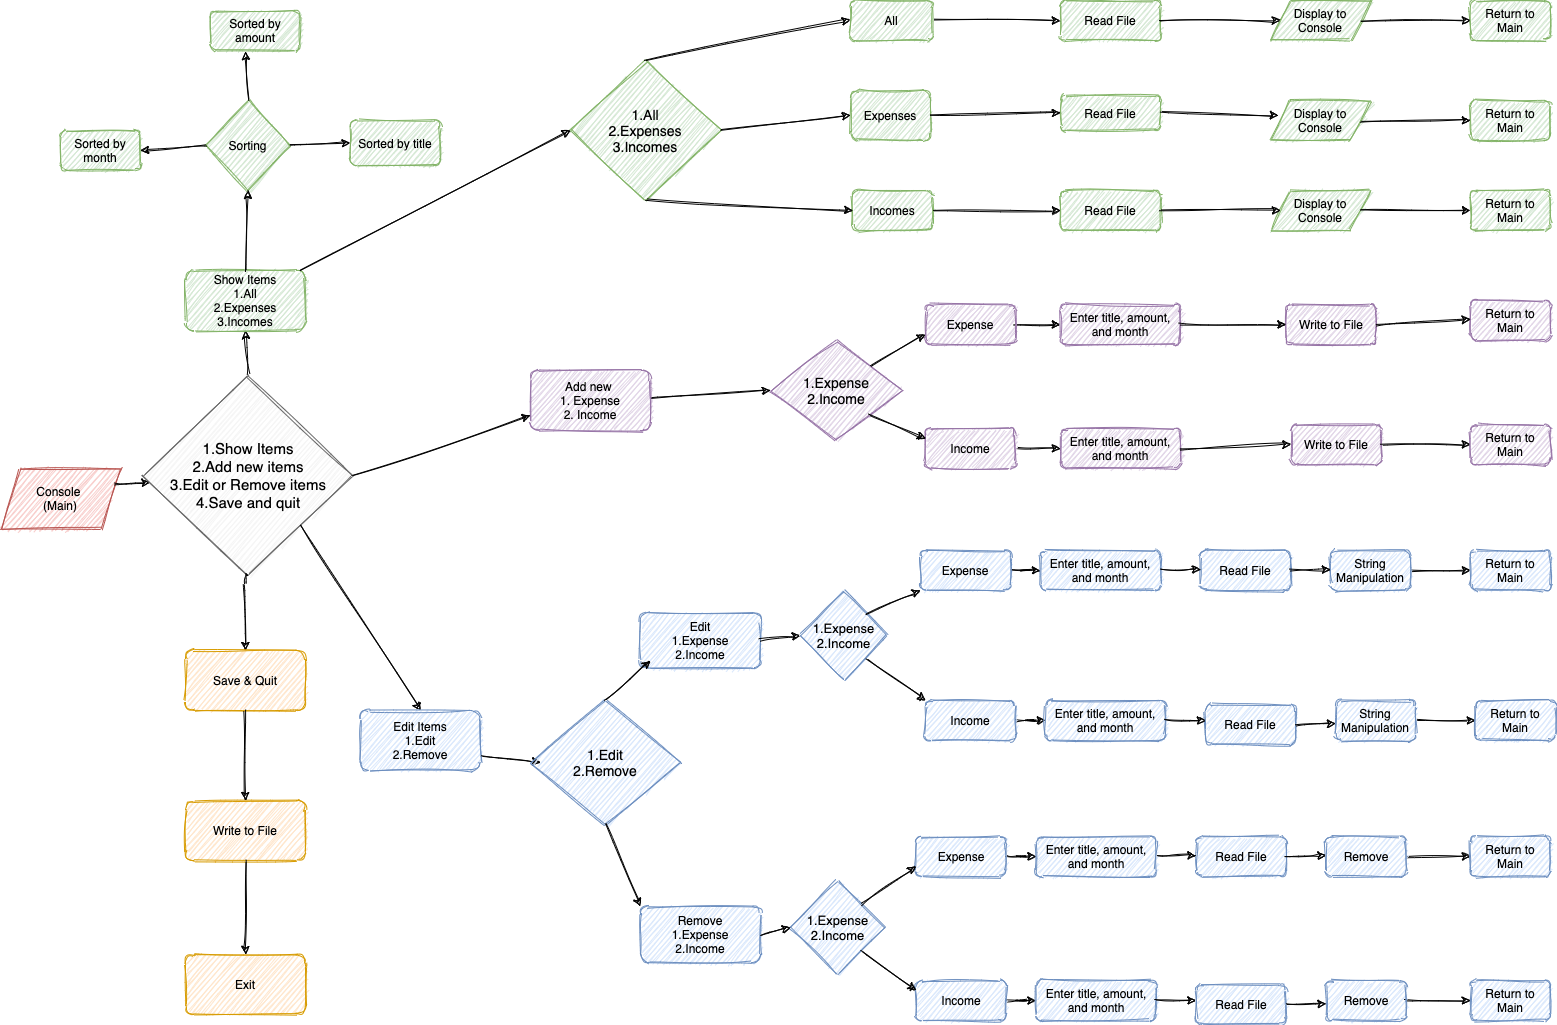 Sorted by
amount
Sorting
Sorted by
month
Sorted by title
Show Items
1.All
2.Expenses
3.Incomes
1.All
2.Expenses
3.Incomes
All
Read File
Display to
Console
Return to
Main
Expenses
Read File
Display to
Console
Return to
Main
Incomes
Read File
Display to
Console
Return to
Main
Console
(Main)
1.Show Items
2.Add new items
3.Edit or Remove items
4.Save and quit
Add new
1. Expense
2. Income
1.Expense
2.Income
Expense
Enter title, amount,
and month
Write to File
Return to
Main
Income
Enter title, amount,
and month
Write to File
Return to
Main
Edit Items
1.Edit
2.Remove
1.Edit
2.Remove
Edit
1.Expense
2.Income
1.Expense
2.Income
Expense
Enter title, amount,
and month
Read File
String
Manipulation
Return to
Main
Income
Enter title, amount,
and month
Read File
String
Manipulation
Return to
Main
Remove
1.Expense
2.Income
1.Expense
2.Income
Expense
Enter title, amount,
and month
Read File
Remove
Return to
Main
Income
Enter title, amount,
and month
Read File
Remove
Return to
Main
Save & Quit
Write to File
Exit